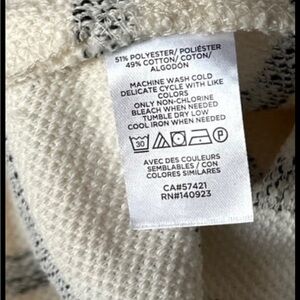 51% POLYESTER/ POLIÉSTER
49% COTTON/ COTON/
ALGODÓN
MACHINE WASH COLD
DELICATE CYCLE WITH LIKE
COLORS
ONLY NON-CHLORINE
BLEACH WHEN NEEDED
TUMBLE DRY LOW
COOL IRON WHEN NEEDED
30 P
AVEC DES COULEURS
SEMBLABLES / CON
COLORES SIMILARES
CA#57421
RN#140923